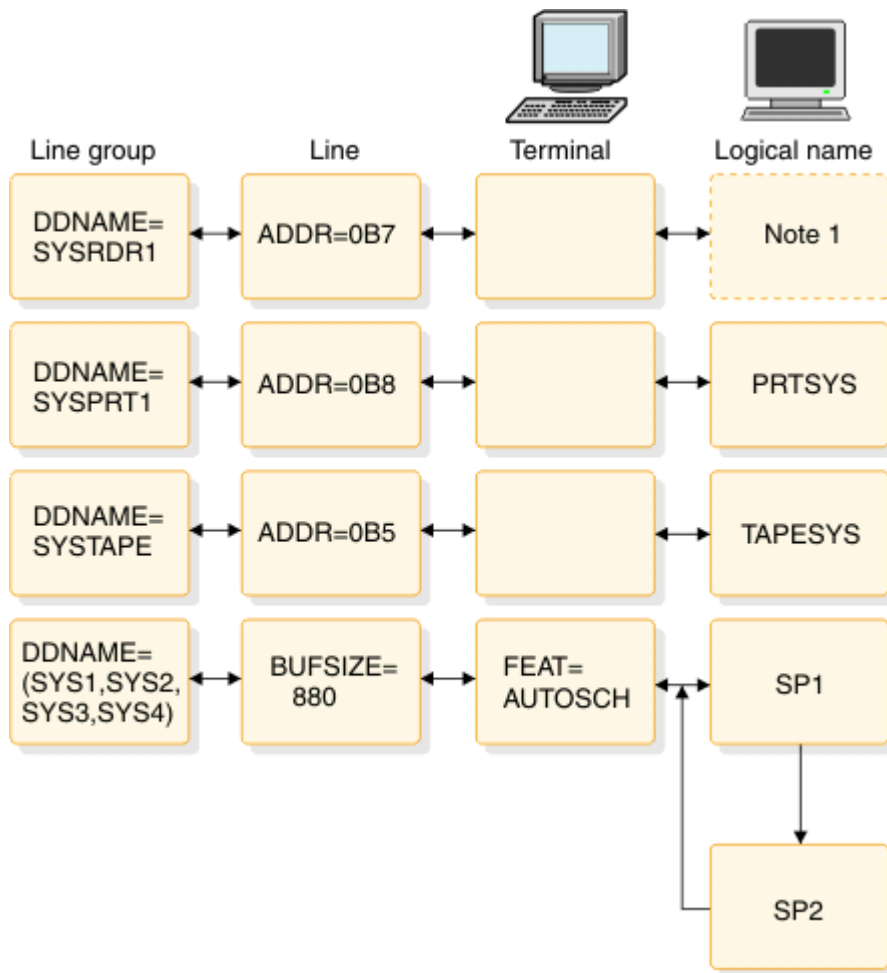 Line group
Line
Terminal
Logical name
DDNAME=
SYSRDR1
ADDR=0B7
Note 1
DDNAME=
SYSPRT1
ADDR=0B8
PRTSYS
DDNAME=
SYSTAPE
ADDR=0B5
TAPESYS
DDNAME=
(SYS1,SYS2,
SYS3,SYS4)
BUFSIZE=
880
FEAT=
AUTOSCH
SP1
SP2